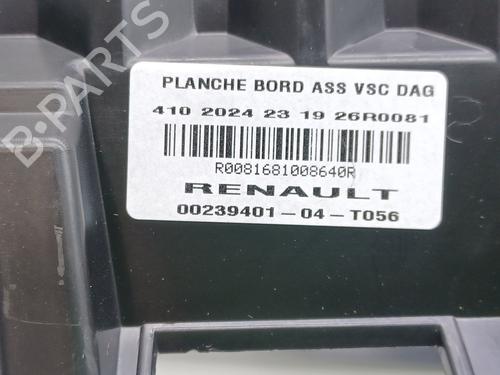 B-PARTS
PLANCHE BORD ASS VSC DAG
410 2024 23 19 26R0081
R0081681008640R
RENAULT
00239401-04-T056